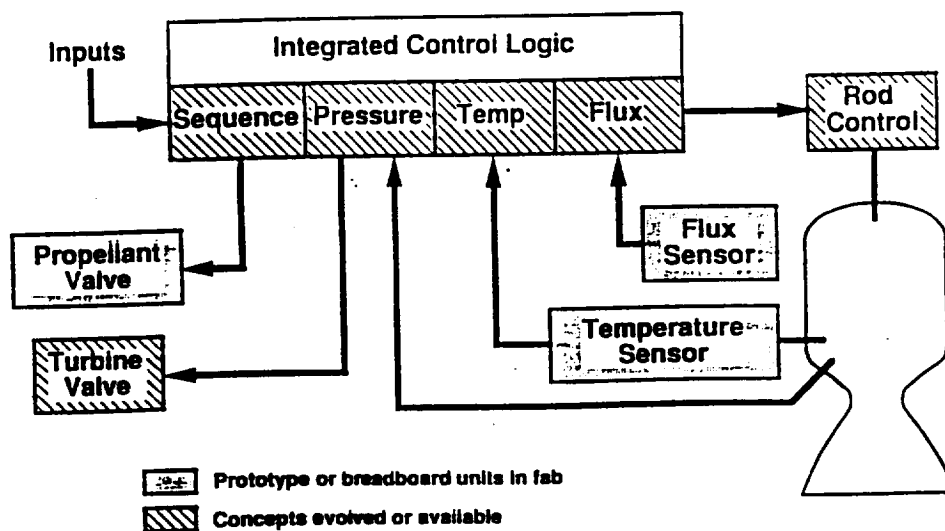 Inputs
Integrated Control Logic
Sequence
Pressure
Temp
Flux
Rod
Control
Propellant
Valve
Flux
Sensor
Turbine
Valve
Temperature
Sensor
Prototype or breadboard units in fab
Concepts evolved or available